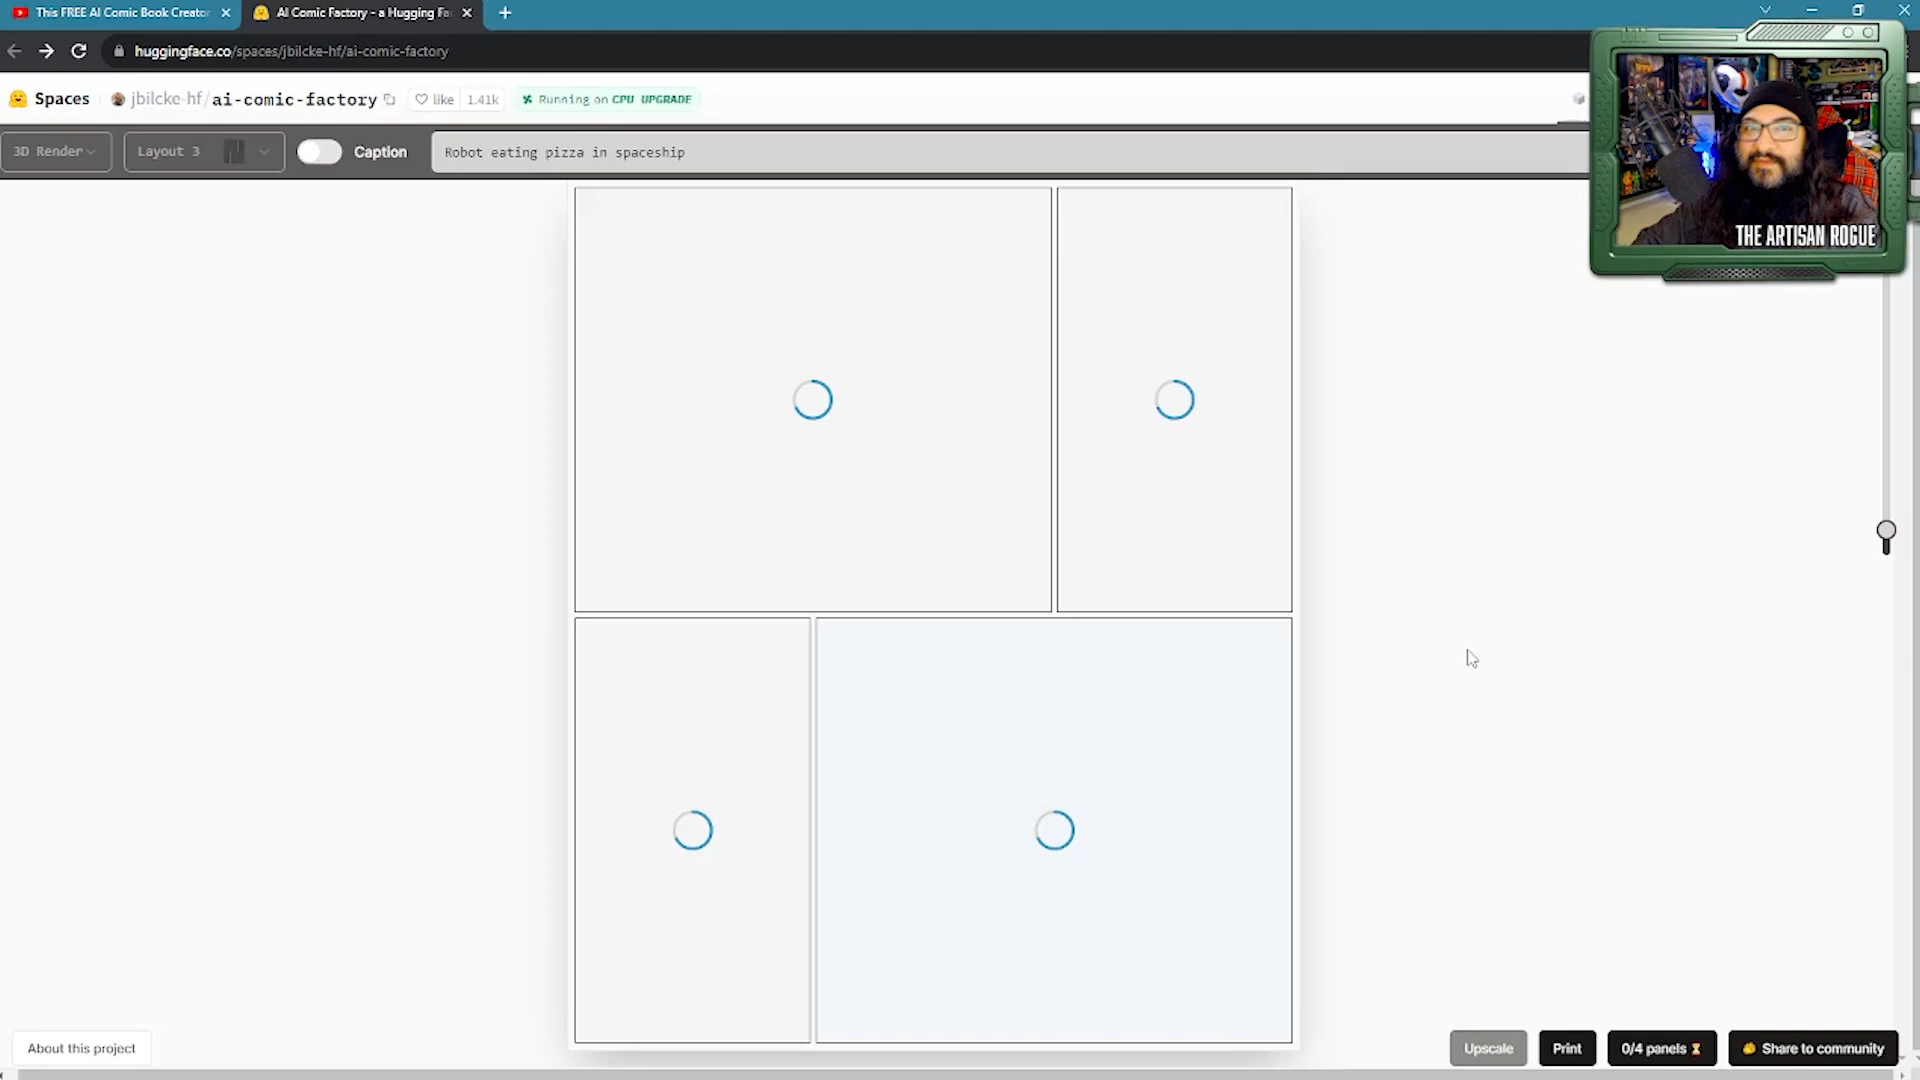 This FREE AI Comic Book Creator
AI Comic Factory - a Hugging Fa
huggingface.co/spaces/jbilcke-hf/ai-comic-factory
Spaces
jbilcke-hf/ai-comic-factory
like 1.41k
Running on CPU UPGRADE
3D Render
Layout 3
Caption
Robot eating pizza in spaceship
THE ARTISAN ROGUE
About this project
Upscale
Print
0/4 panels
Share to community